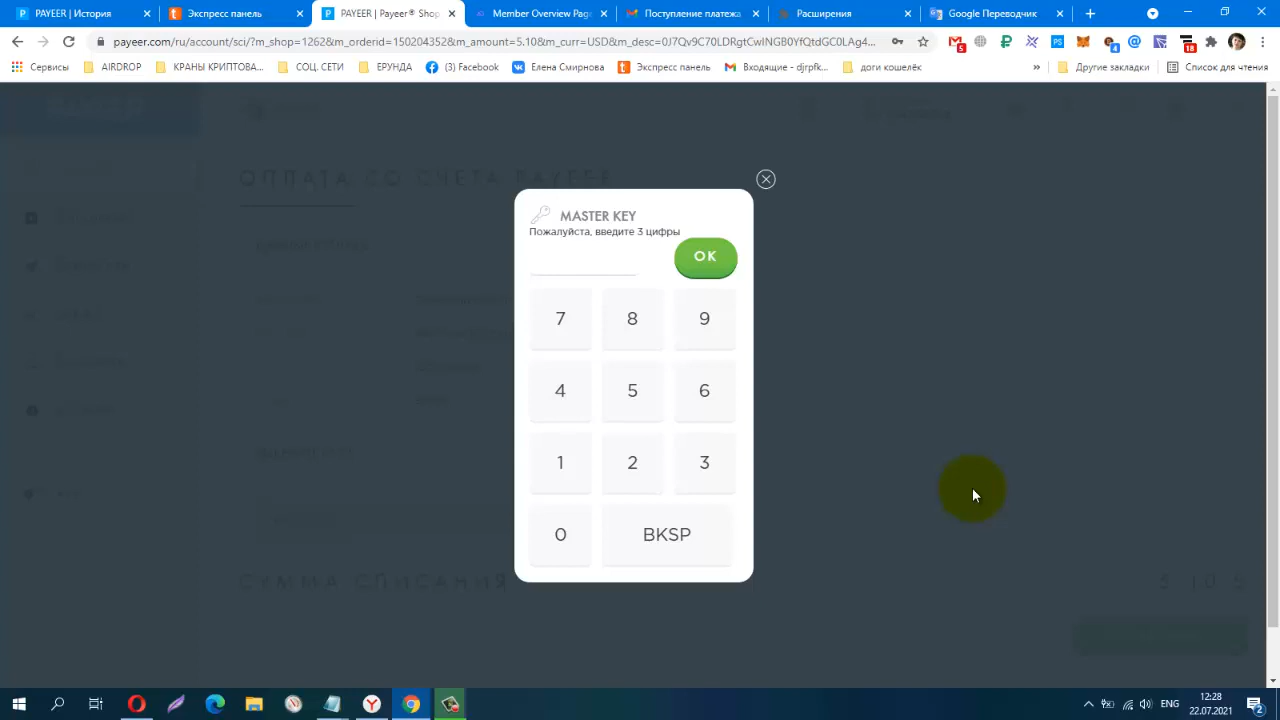 PAYEER | История
Экспресс панель
PAYEER | Payeer® Shop
Member Overview Page
Поступление платежа
Расширения
Google Переводчик
payeer.com/ru/account/sci/?m_shop=1262&m_orderid=150204352&m_amount=5.10&m_curr=USD&m_desc=0J7Qv9C70LDRgtCwINGB0YfQtdGC0LAg4...
Сервисы
AIRDROP
КРАНЫ КРИПТОВА...
СОЦ. СЕТИ
ЕРУНДА
(3) Facebook
Елена Смирнова
Экспресс панель
Входящие - djrpfk...
доги кошелёк
»
Другие закладки
Список для чтения
ОПЛАТА СО СЧЕТА PAYEER
MASTER KEY
Пожалуйста, введите 3 цифры
OK
7 8 9
4 5 6
1 2 3
0 BKSP
СУММА СПИСАНИЯ
ENG
12:28
22.07.2021